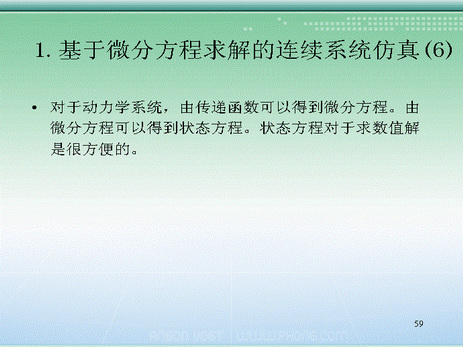 1. 基于微分方程求解的连续系统仿真(6)
• 对于动力学系统，由传递函数可以得到微分方程。由
微分方程可以得到状态方程。状态方程对于求数值解
是很方便的。
59